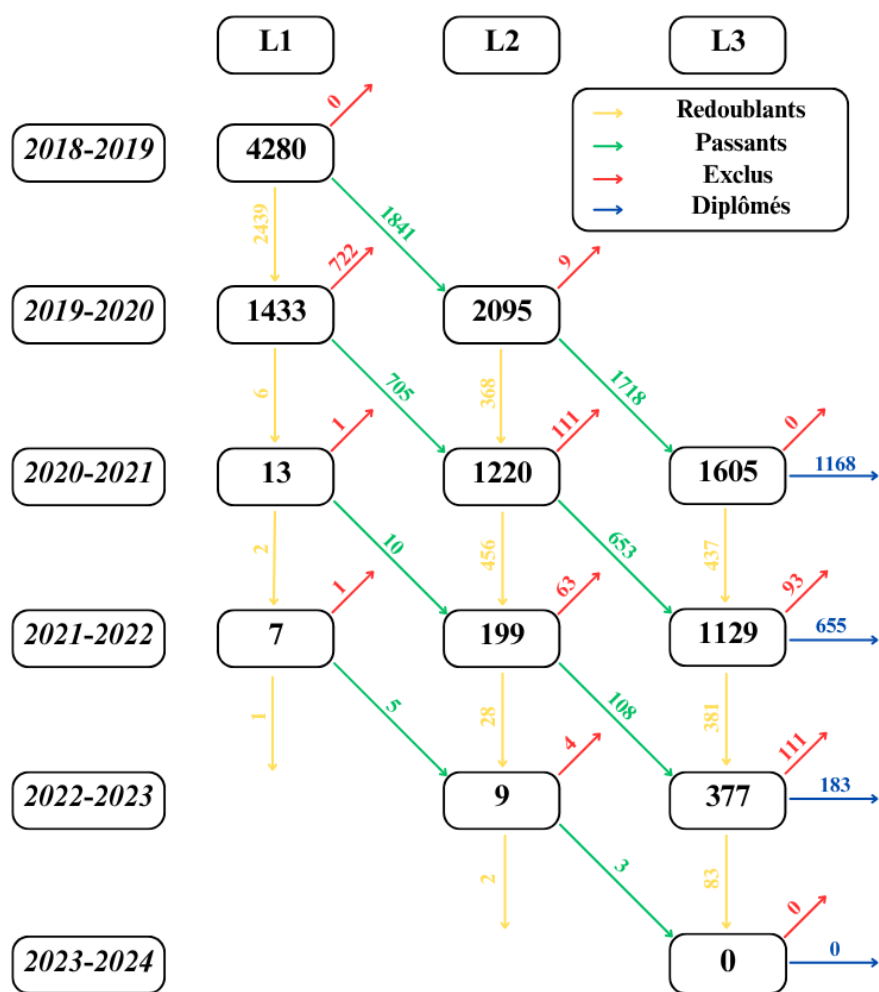 L1 L2 L3
Redoublants
Passants
Exclus
Diplômés
0
2018-2019 4280
2439 1841
722 9
2019-2020 1433 2095
6 705 368 1718
1 111 0
2020-2021 13 1220 1605 1168
2 10 456 653 437
1 63 93
2021-2022 7 199 1129 655
1 5 28 108 381
4 111
2022-2023 9 377 183
2 3 83
0
2023-2024 0 0